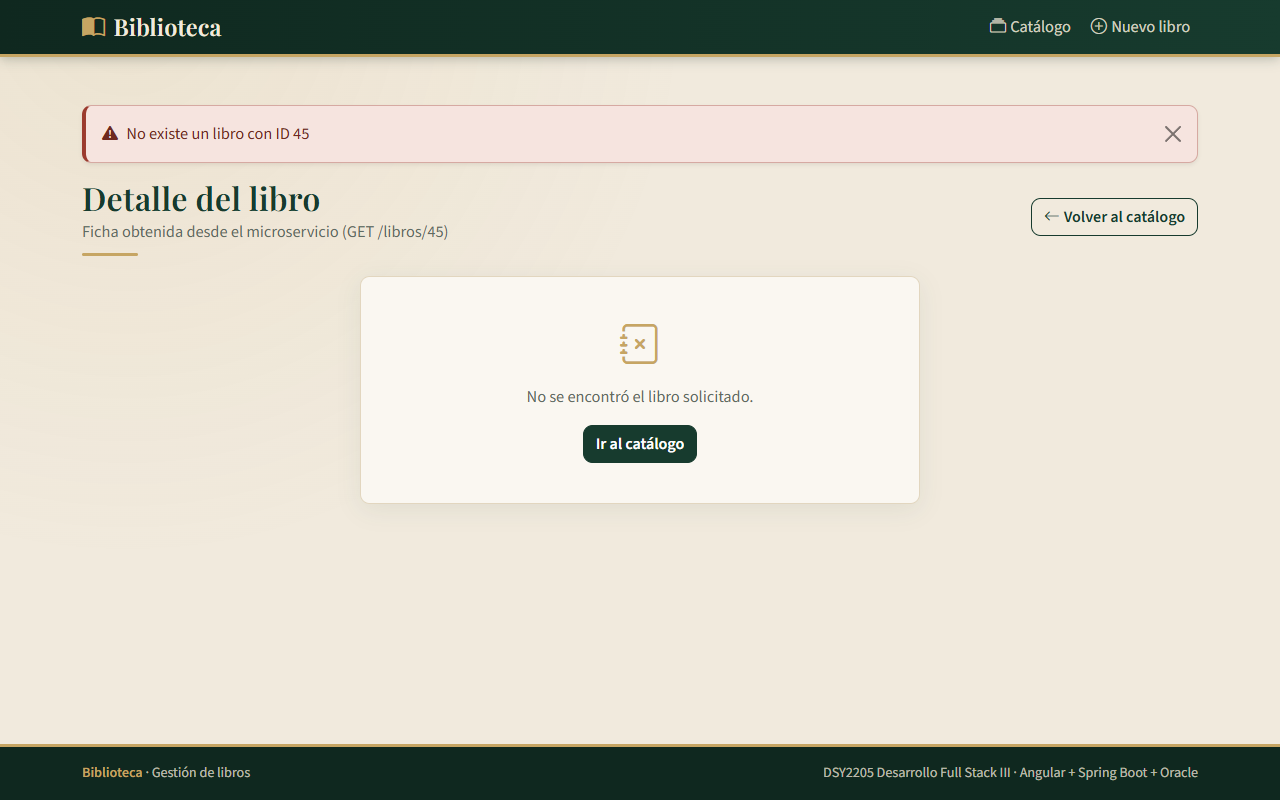 Biblioteca
Catálogo
Nuevo libro
No existe un libro con ID 45
Detalle del libro
Ficha obtenida desde el microservicio (GET /libros/45)
Volver al catálogo
No se encontró el libro solicitado.
Ir al catálogo
Biblioteca · Gestión de libros
DSY2205 Desarrollo Full Stack III · Angular + Spring Boot + Oracle